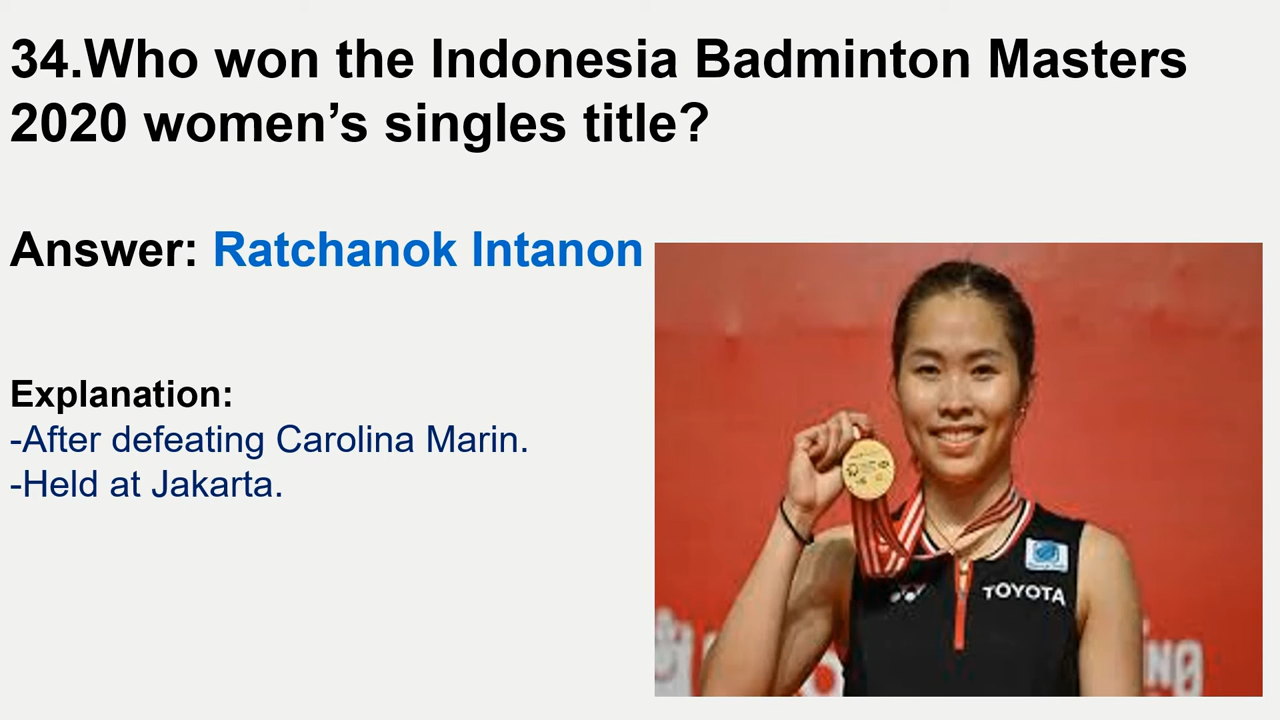 34.Who won the Indonesia Badminton Masters
2020 women’s singles title?
Answer: Ratchanok Intanon
Explanation:
-After defeating Carolina Marin.
-Held at Jakarta.
TOYOTA